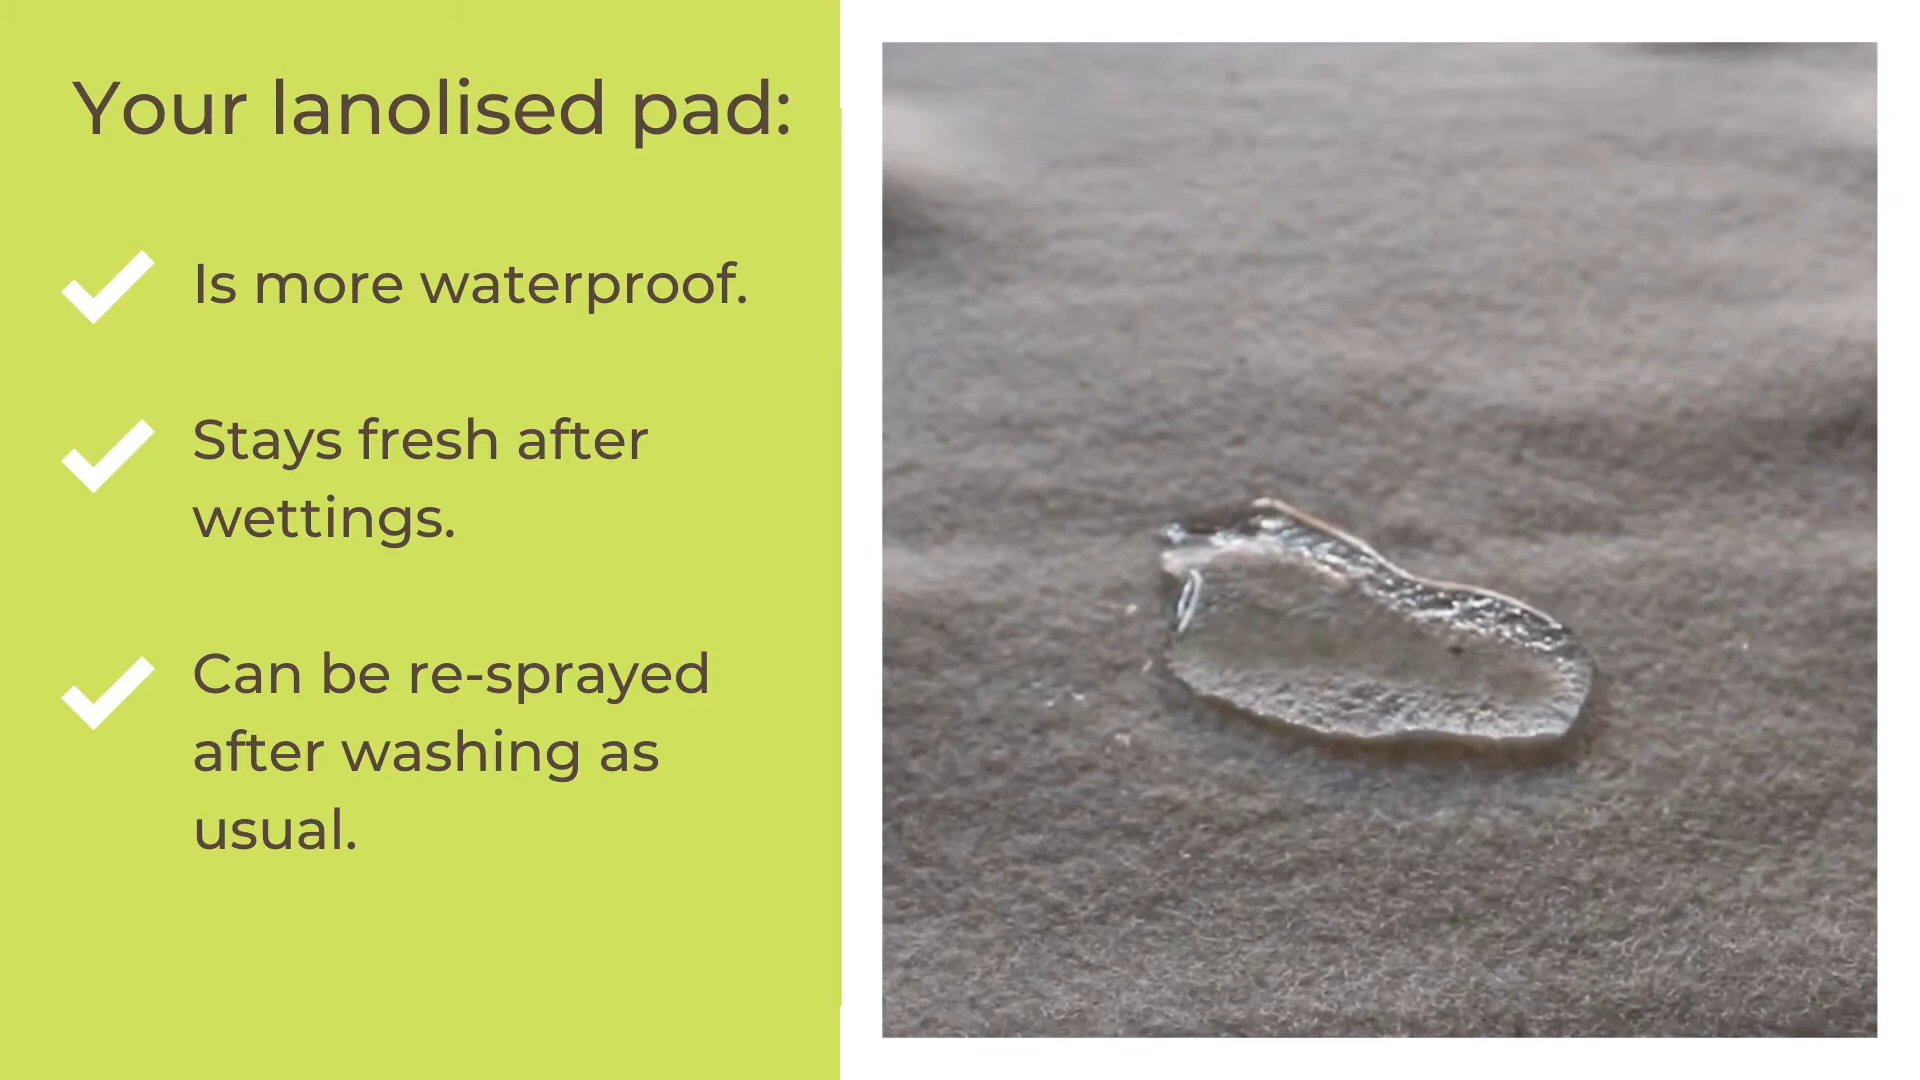 Your lanolised pad:
Is more waterproof.
Stays fresh after
wettings.
Can be re-sprayed
after washing as
usual.